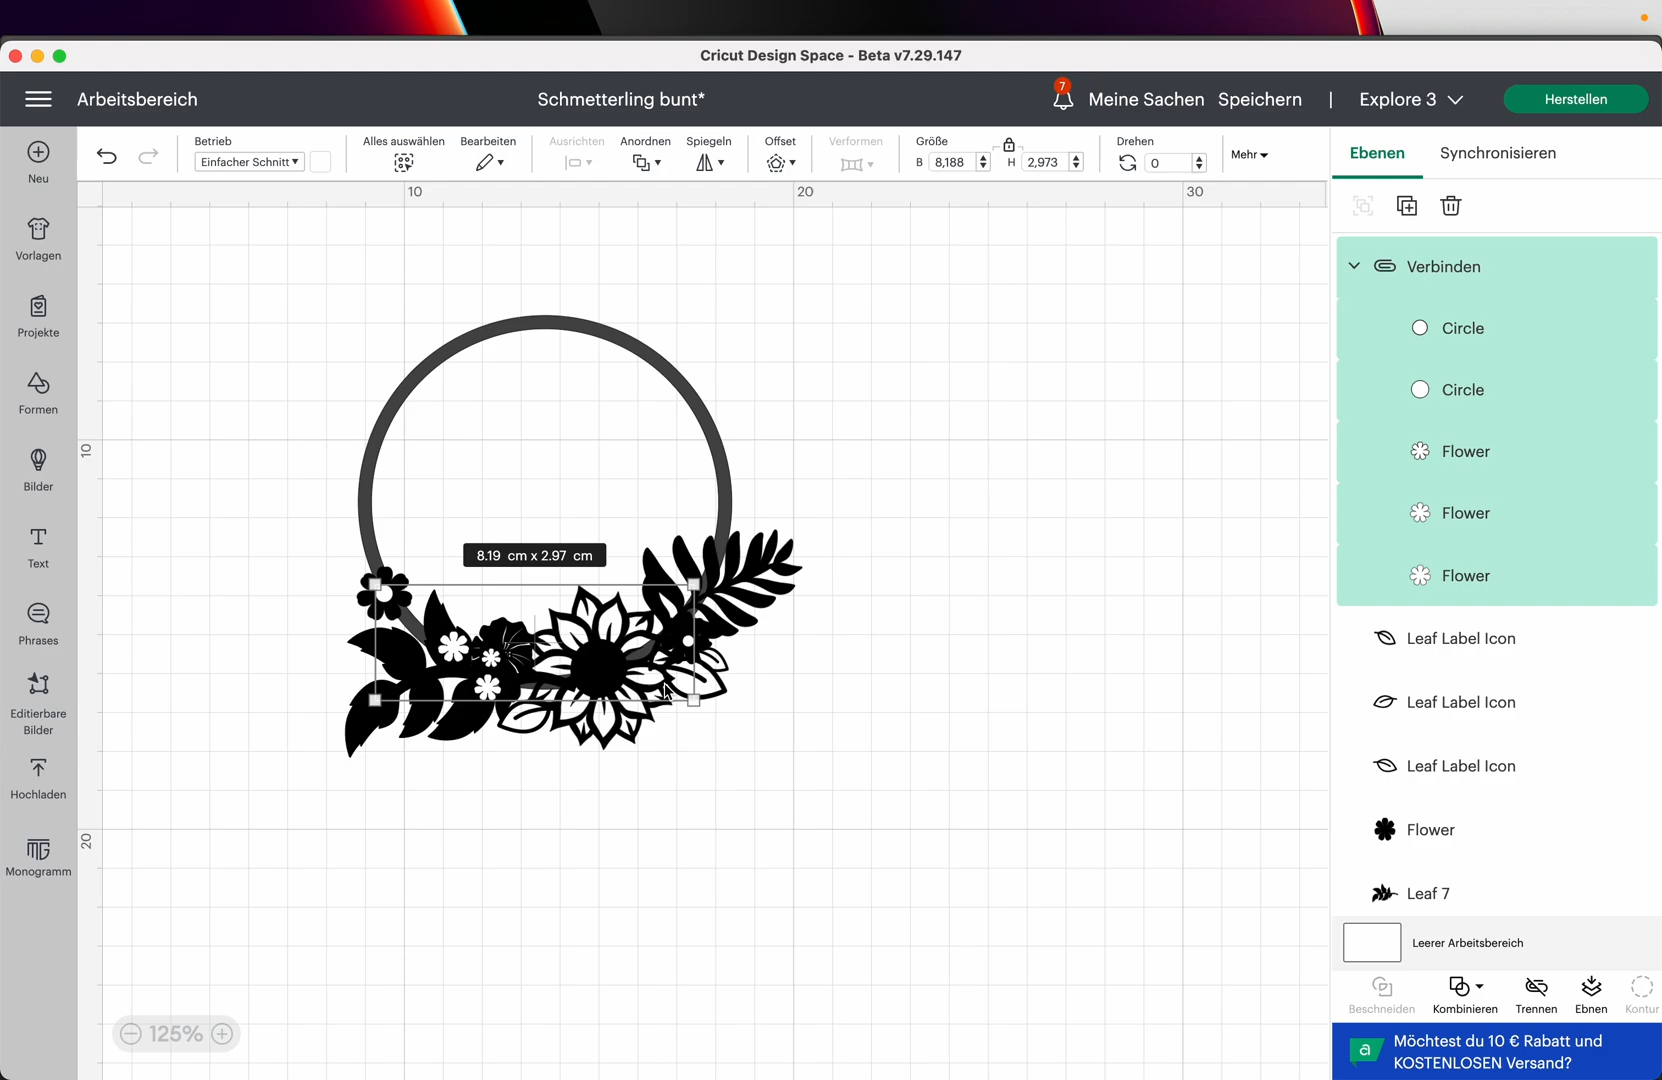 Cricut Design Space - Beta v7.29.147
Arbeitsbereich
Schmetterling bunt*
7
Meine Sachen
Speichern
|
Explore 3
Herstellen
Neu
Vorlagen
Projekte
Formen
Bilder
Text
Phrases
Editierbare
Bilder
Hochladen
Monogramm
Betrieb
Einfacher Schnitt
Alles auswählen
Bearbeiten
Ausrichten
Anordnen
Spiegeln
Offset
Verformen
Größe
B 8,188
H 2,973
Drehen
0
Mehr
10
20
30
10
20
8.19 cm x 2.97 cm
125%
Ebenen
Synchronisieren
Verbinden
Circle
Circle
Flower
Flower
Flower
Leaf Label Icon
Leaf Label Icon
Leaf Label Icon
Flower
Leaf 7
Leerer Arbeitsbereich
Beschneiden
Kombinieren
Trennen
Ebnen
Kontur
a
Möchtest du 10 € Rabatt und
KOSTENLOSEN Versand?